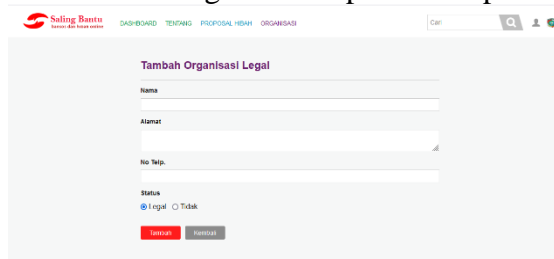 Saling Bantu
DASHBOARD TENTANG PROPOSAL HIBAH ORGANISASI
Cari
Tambah Organisasi Legal
Nama
Alamat
No Telp.
Status
Legal Tidak
Tambah Kembali